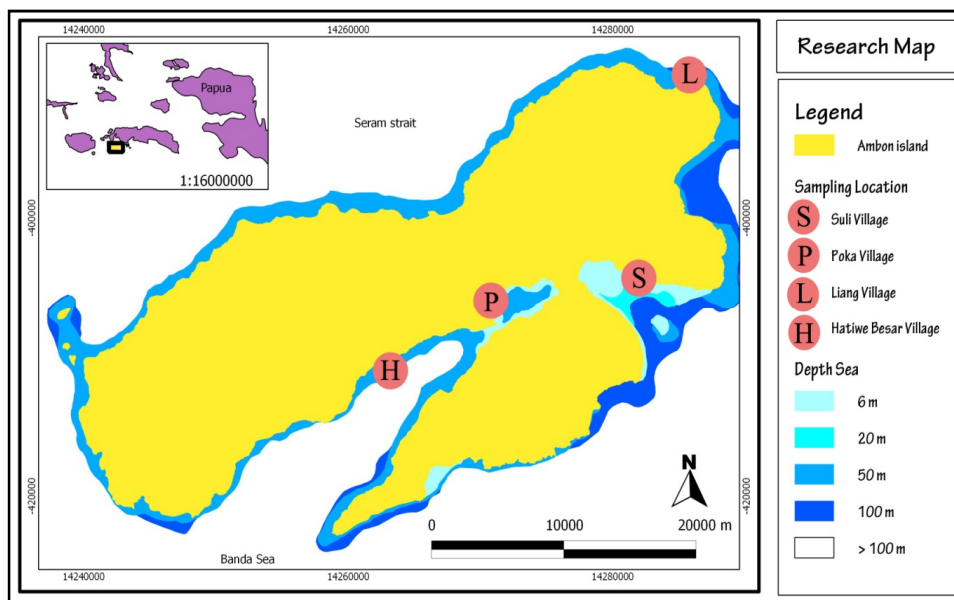 14240000
14260000
14280000
Papua
1:16000000
Seram strait
-400000
-400000
L
S
P
H
-420000
-420000
N
0
10000
20000 m
Banda Sea
14240000
14260000
14280000
Research Map
Legend
Ambon island
Sampling Location
S
Suli Village
P
Poka Village
L
Liang Village
H
Hatiwe Besar Village
Depth Sea
6 m
20 m
50 m
100 m
> 100 m